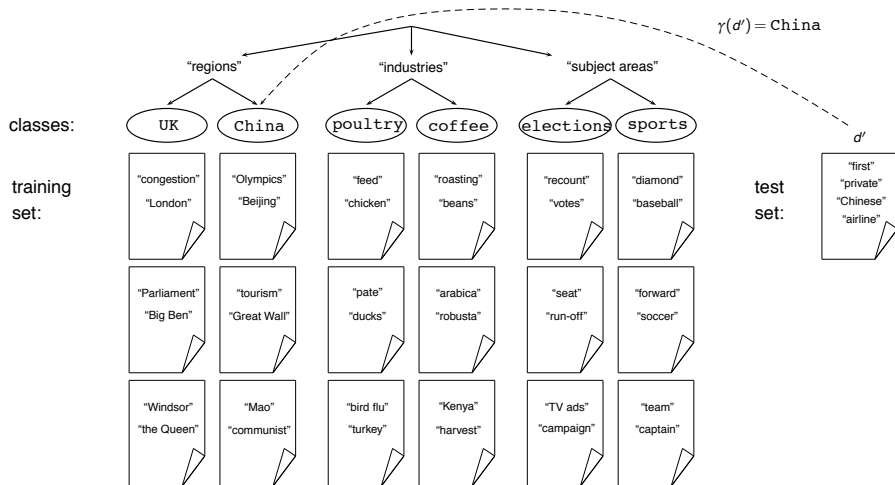 γ(d′) = China
“regions” “industries” “subject areas”
classes: UK China poultry coffee elections sports d′
training set:
test set:
“congestion” “London”
“Olympics” “Beijing”
“feed” “chicken”
“roasting” “beans”
“recount” “votes”
“diamond” “baseball”
“first” “private” “Chinese” “airline”
“Parliament” “Big Ben”
“tourism” “Great Wall”
“pate” “ducks”
“arabica” “robusta”
“seat” “run-off”
“forward” “soccer”
“Windsor” “the Queen”
“Mao” “communist”
“bird flu” “turkey”
“Kenya” “harvest”
“TV ads” “campaign”
“team” “captain”